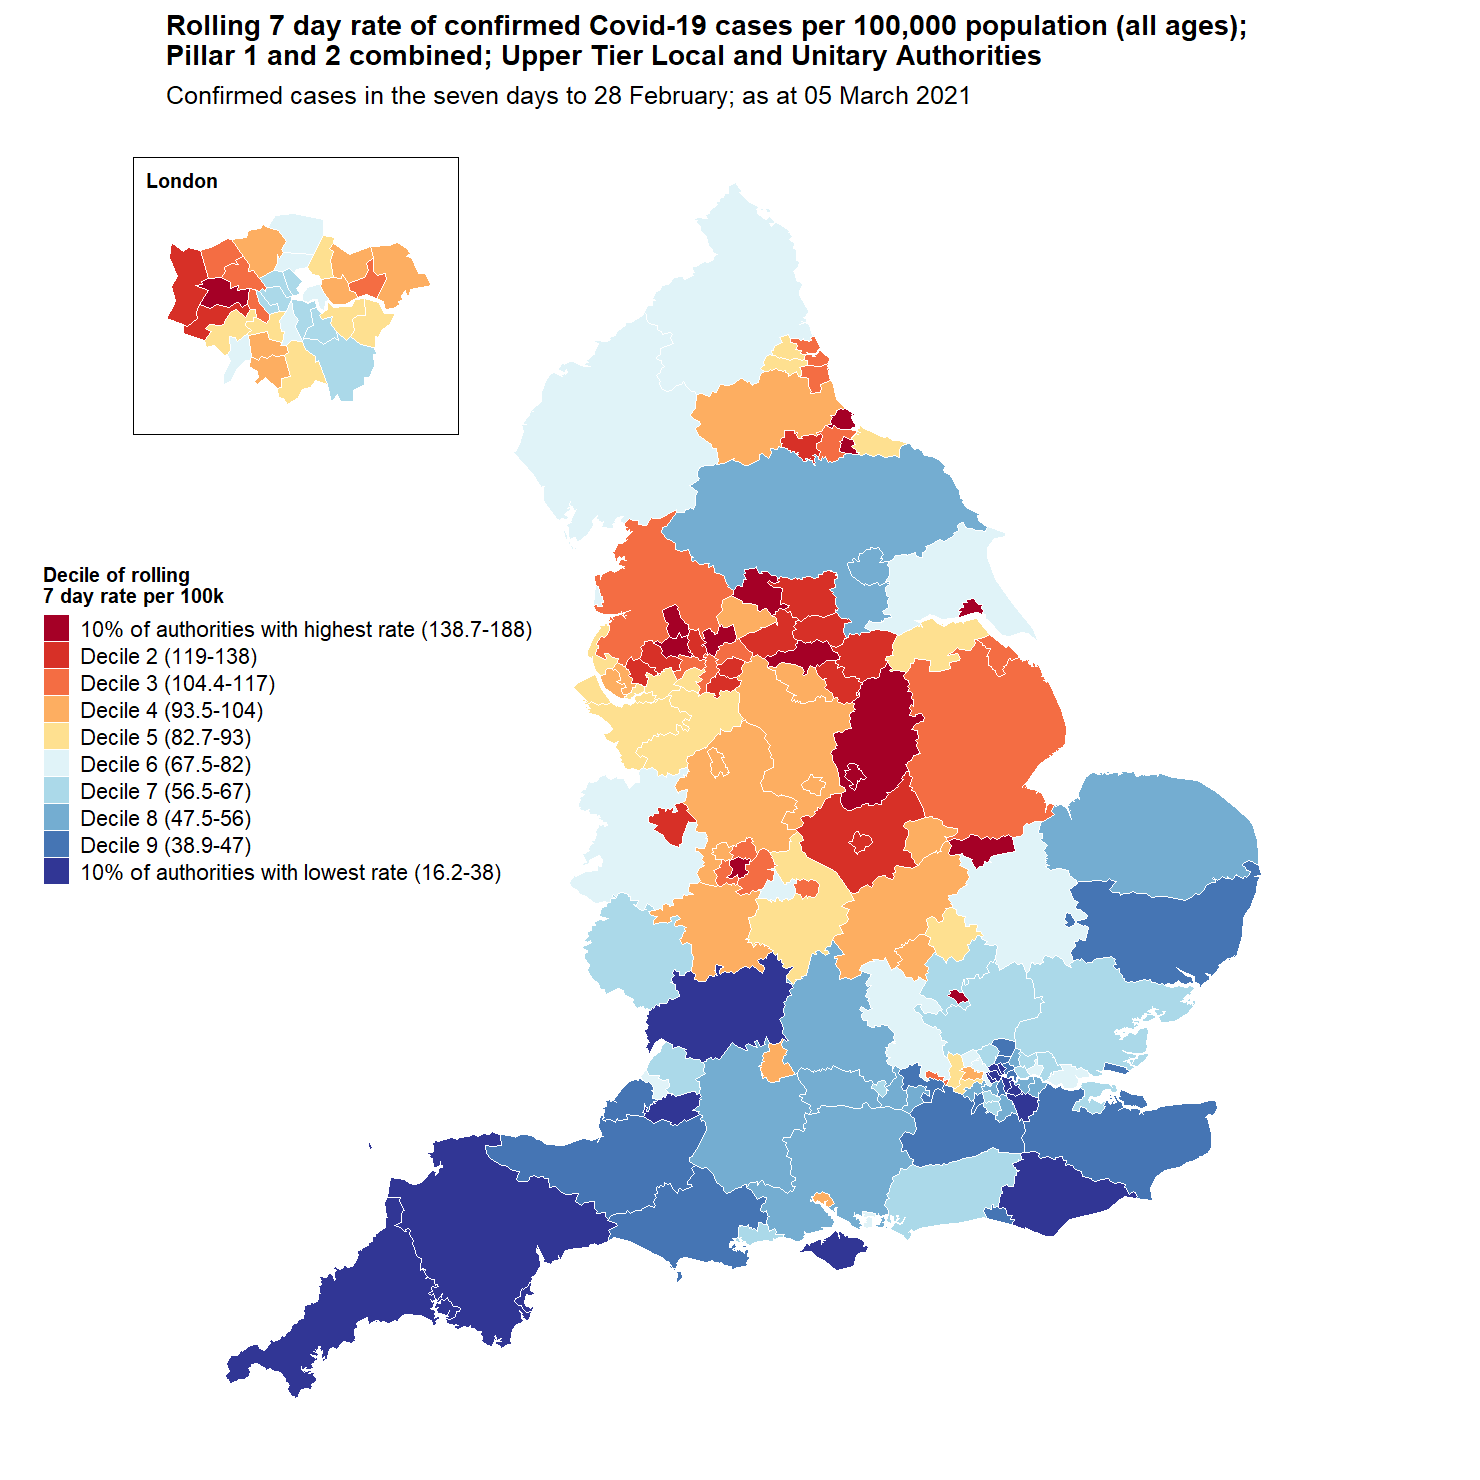 Rolling 7 day rate of confirmed Covid-19 cases per 100,000 population (all ages);
Pillar 1 and 2 combined; Upper Tier Local and Unitary Authorities
Confirmed cases in the seven days to 28 February; as at 05 March 2021
London
Decile of rolling
7 day rate per 100k
10% of authorities with highest rate (138.7-188)
Decile 2 (119-138)
Decile 3 (104.4-117)
Decile 4 (93.5-104)
Decile 5 (82.7-93)
Decile 6 (67.5-82)
Decile 7 (56.5-67)
Decile 8 (47.5-56)
Decile 9 (38.9-47)
10% of authorities with lowest rate (16.2-38)